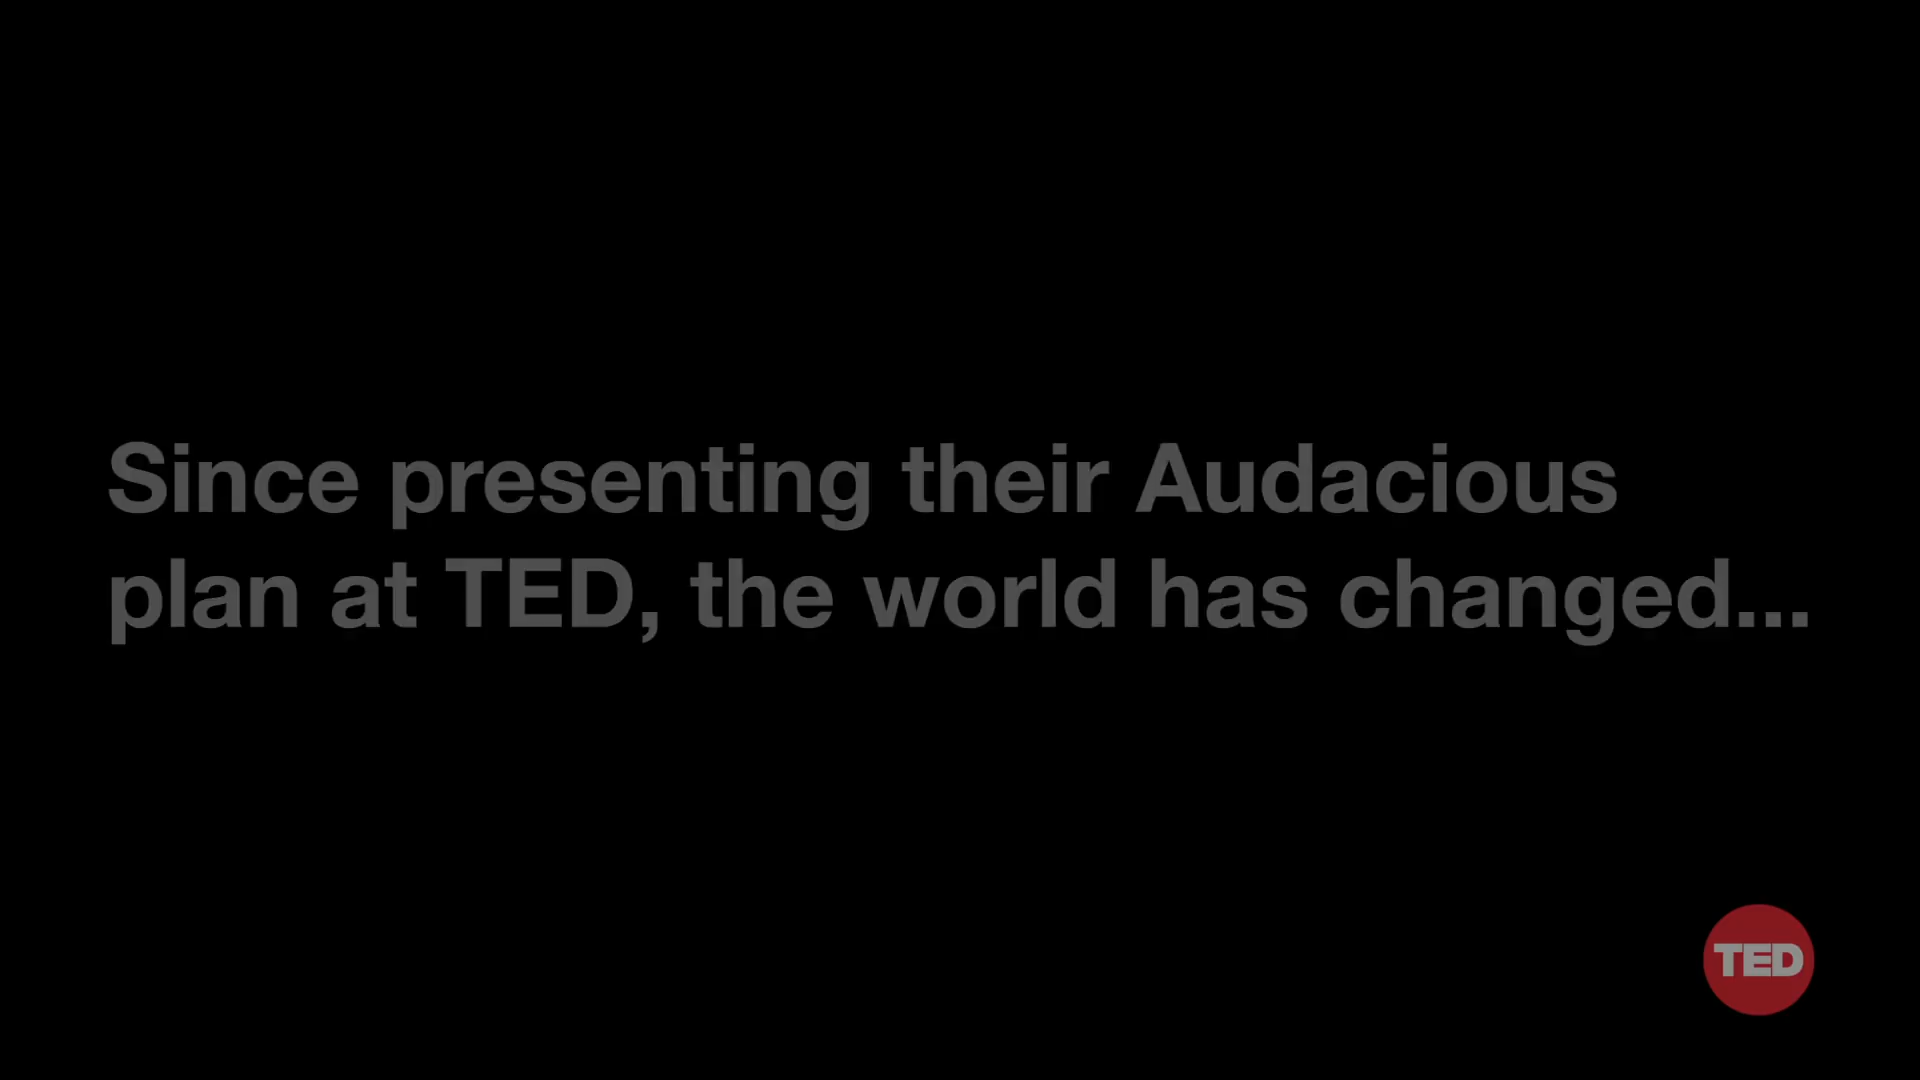 Since presenting their Audacious
plan at TED, the world has changed...
TED